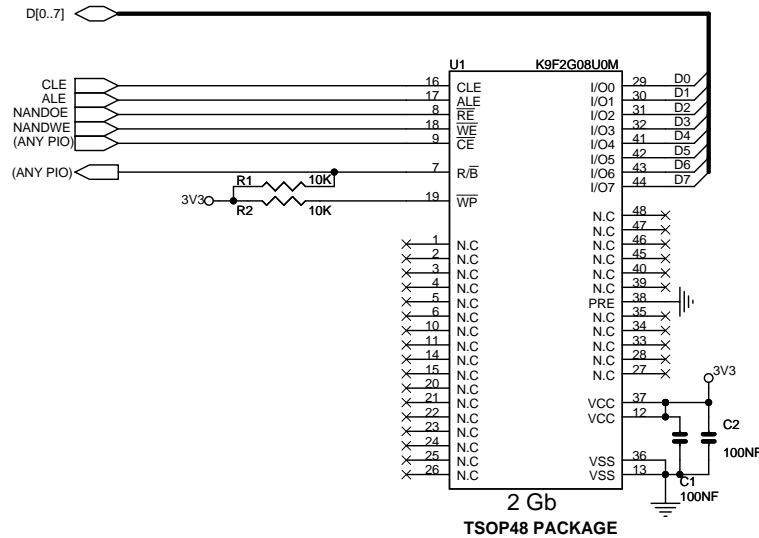 D[0..7]
U1 K9F2G08U0M
CLE 16 CLE I/O0 29 D0
ALE 17 ALE I/O1 30 D1
NANDOE 8 RE I/O2 31 D2
NANDWE 18 WE I/O3 32 D3
(ANY PIO) 9 CE I/O4 41 D4
I/O5 42 D5
(ANY PIO) 7 R/B I/O6 43 D6
I/O7 44 D7
R1 10K
3V3 R2 10K 19 WP
N.C 48
N.C 47
1 N.C N.C 46
2 N.C N.C 45
3 N.C N.C 40
4 N.C N.C 39
5 N.C PRE 38
6 N.C N.C 35
10 N.C N.C 34
11 N.C N.C 33
14 N.C N.C 28
15 N.C N.C 27
20 N.C 3V3
21 N.C VCC 37
22 N.C VCC 12
23 N.C C2
24 N.C 100NF
25 N.C VSS 36
26 N.C VSS 13
C1
100NF
2 Gb
TSOP48 PACKAGE